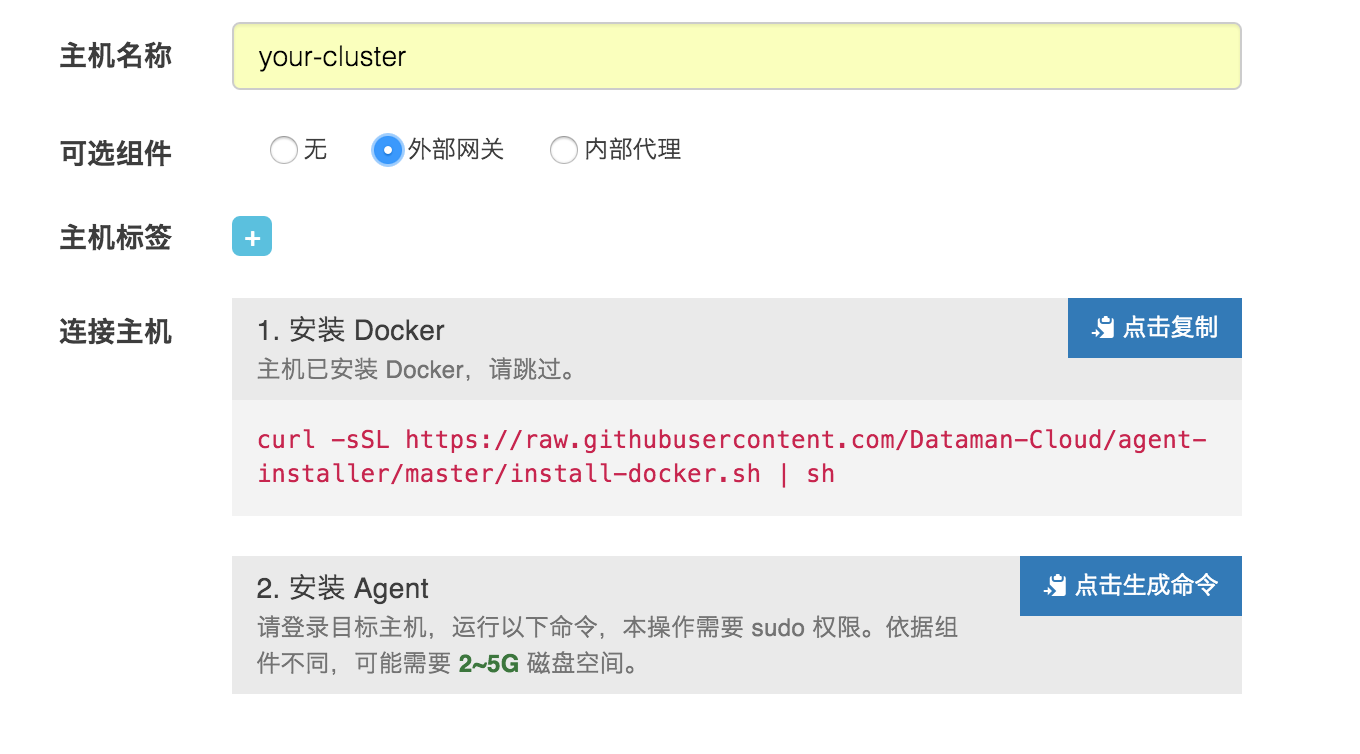 主机名称
your-cluster
可选组件
无
外部网关
内部代理
主机标签
+
连接主机
1. 安装 Docker
点击复制
主机已安装 Docker，请跳过。
curl -sSL https://raw.githubusercontent.com/Dataman-Cloud/agent-
installer/master/install-docker.sh | sh
2. 安装 Agent
点击生成命令
请登录目标主机，运行以下命令，本操作需要 sudo 权限。依据组
件不同，可能需要 2~5G 磁盘空间。